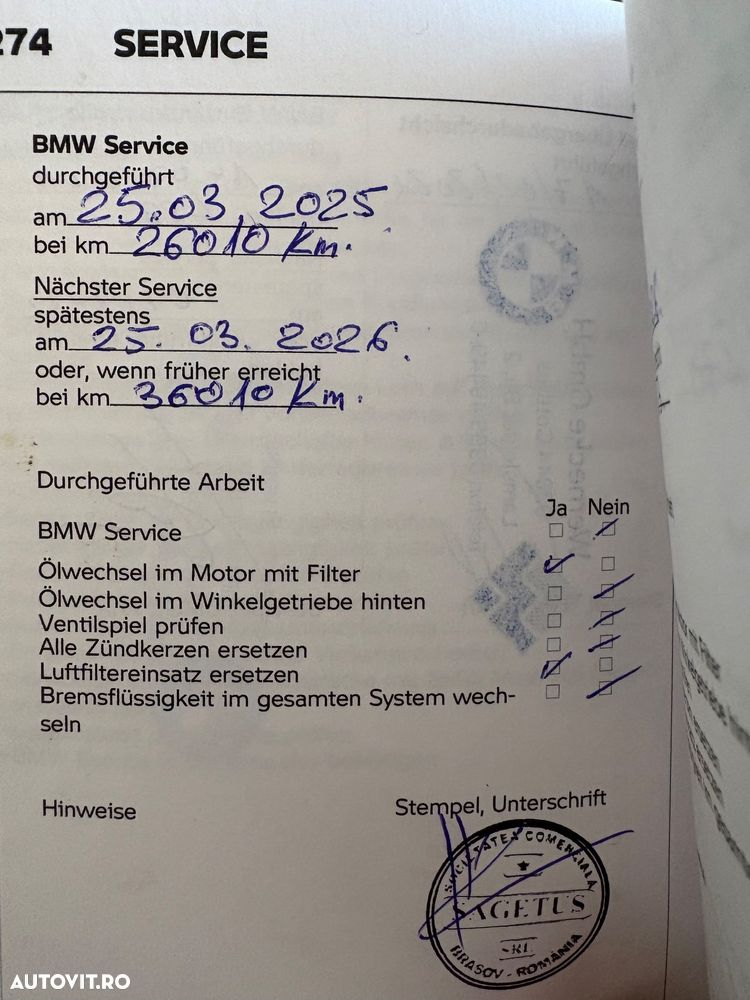 274 SERVICE
BMW Service
durchgeführt
am 25.03.2025
bei km 26010 Km.
Nächster Service
spätestens
am 25.03.2026.
oder, wenn früher erreicht
bei km 36010 Km.
Durchgeführte Arbeit
Ja Nein
BMW Service
Ölwechsel im Motor mit Filter
Ölwechsel im Winkelgetriebe hinten
Ventilspiel prüfen
Alle Zündkerzen ersetzen
Luftfiltereinsatz ersetzen
Bremsflüssigkeit im gesamten System wech-
seln
Hinweise
Stempel, Unterschrift
SOCIETATEA COMERCIALA
SAGETUS
SRL
BRASOV - ROMANIA
AUTOVIT.RO